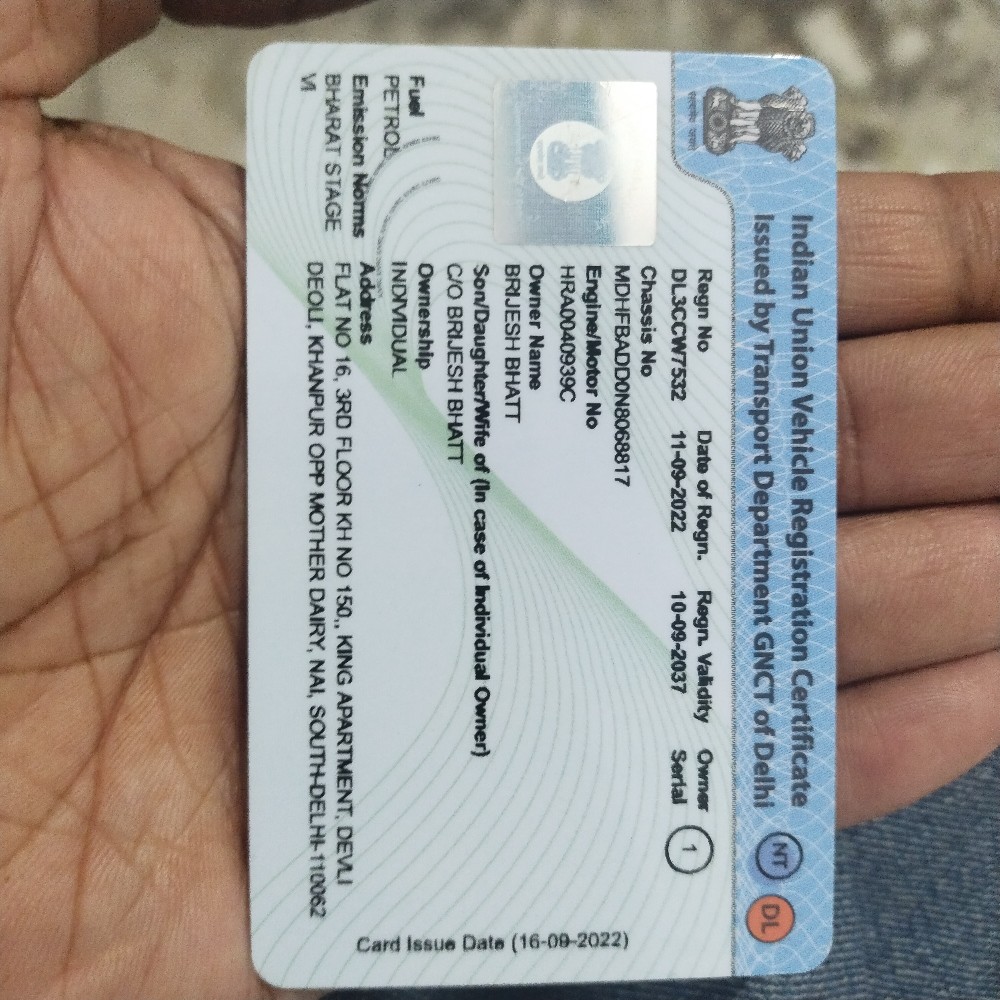 Indian Union Vehicle Registration Certificate
Issued by Transport Department GNCT of Delhi
NT DL
Regn No Date of Regn. Regn. Validity Owner Serial
DL3CCW7532 11-09-2022 10-09-2037 1
Chassis No
MDHFBADD0N8068817
Engine/Motor No
HRA0040939C
Owner Name
BRIJESH BHATT
Son/Daughter/Wife of (In case of Individual Owner)
C/O BRIJESH BHATT
Fuel
PETROL
Ownership
INDIVIDUAL
Emission Norms
BHARAT STAGE
VI
Address
FLAT NO 16, 3RD FLOOR KH NO 150,, KING APARTMENT, DEVLI
DEOLI, KHANPUR OPP MOTHER DAIRY, NAI, SOUTH-DELHI-110062
Card Issue Date (16-09-2022)